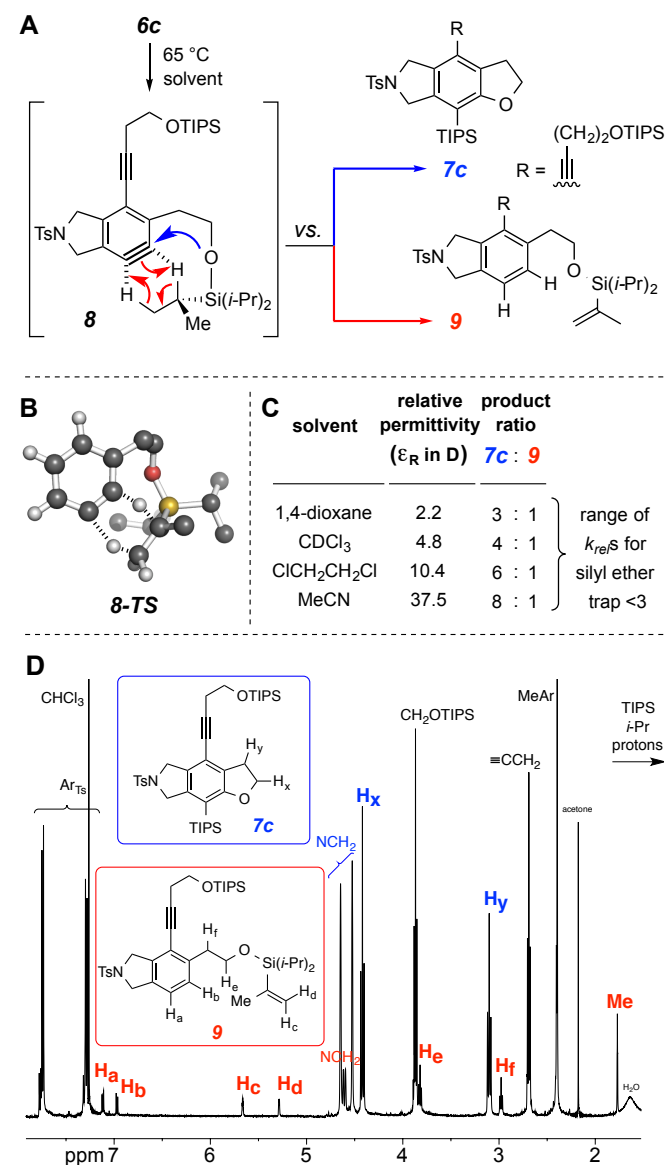 A
6c
65 °C
solvent
OTIPS
TsN
O
H
H
Si(i-Pr)2
Me
8
vs.
R
TsN
O
TIPS
7c
(CH2)2OTIPS
R =
R
TsN
H
H
O
Si(i-Pr)2
9
B
8-TS
C
solvent
relative permittivity (εR in D)
product ratio 7c : 9
1,4-dioxane 2.2 3 : 1
CDCl3 4.8 4 : 1
ClCH2CH2Cl 10.4 6 : 1
MeCN 37.5 8 : 1
range of
krels for
silyl ether
trap <3
D
CHCl3
ArTs
OTIPS
Hy
TsN
Hx
O
TIPS
7c
OTIPS
Hf
TsN
O
Si(i-Pr)2
He
Hb
Me
Hd
Ha
Hc
9
NCH2
NCH2
CH2OTIPS
≡CCH2
MeAr
TIPS
i-Pr
protons
acetone
Hx
Hy
Ha
Hb
Hc
Hd
He
Hf
Me
H2O
ppm 7 6 5 4 3 2